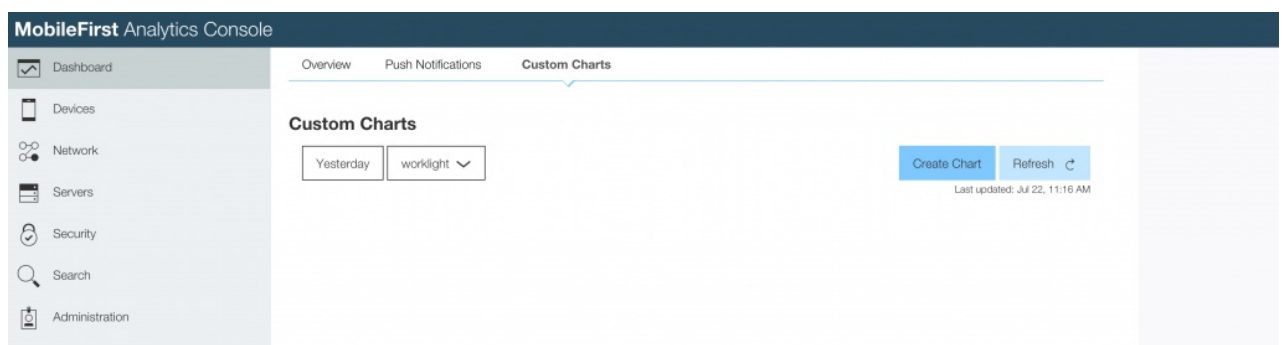 MobileFirst Analytics Console
Dashboard
Devices
Network
Servers
Security
Search
Administration
Overview Push Notifications Custom Charts
Custom Charts
Yesterday worklight Create Chart Refresh
Last updated: Jul 22, 11:16 AM